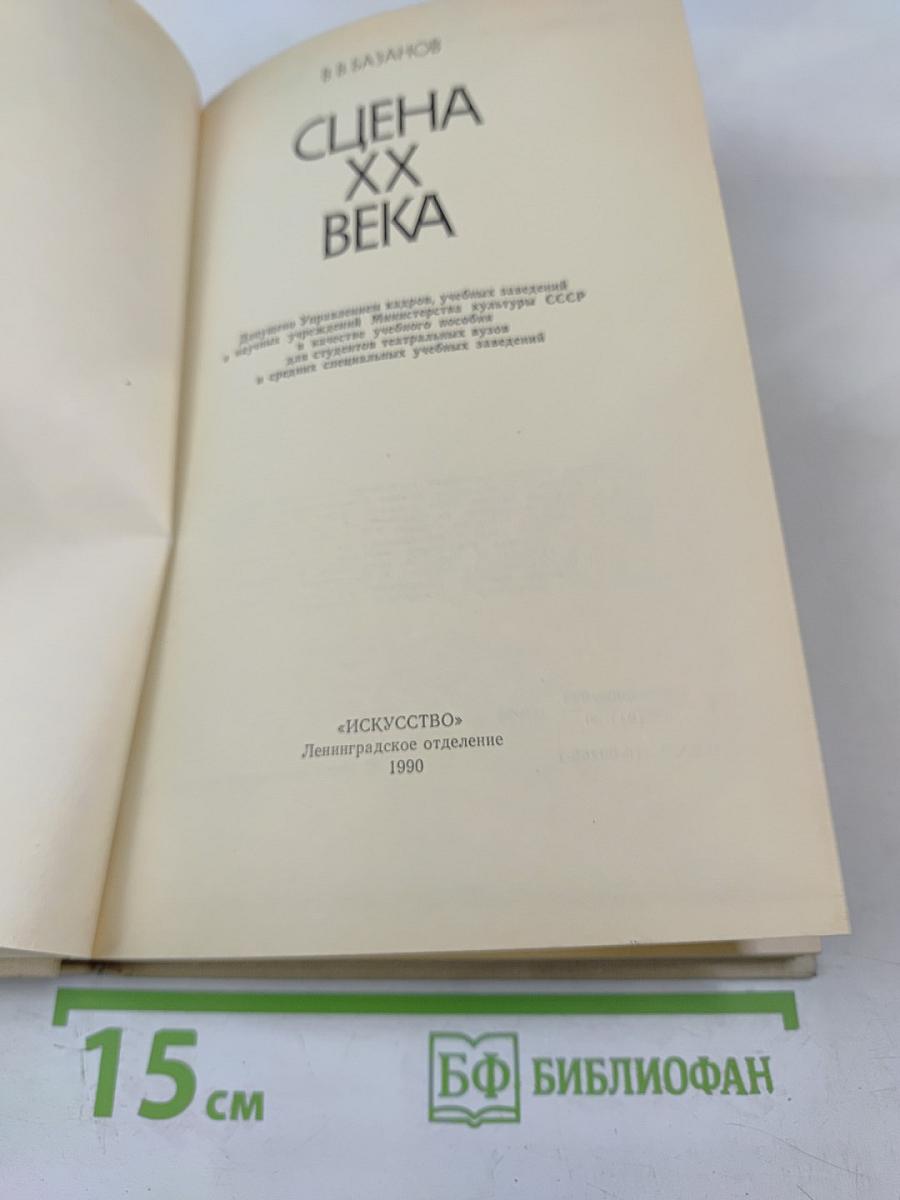 В В БАЗАНОВ
СЦЕНА
XX
ВЕКА
Допущено Управлением кадров, учебных заведений
и научных учреждений Министерства культуры СССР
в качестве учебного пособия
для студентов театральных вузов
и средних специальных учебных заведений
«ИСКУССТВО»
Ленинградское отделение
1990
15 см
БФ БИБЛИОФАН